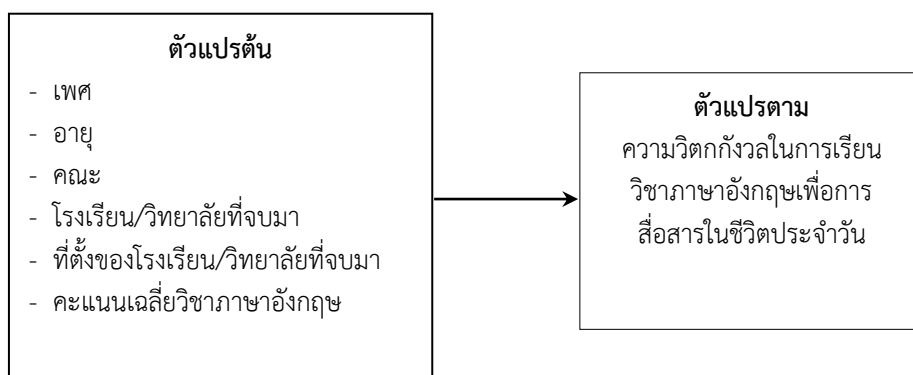 ตัวแปรต้น
- เพศ
- อายุ
- คณะ
- โรงเรียน/วิทยาลัยที่จบมา
- ที่ตั้งของโรงเรียน/วิทยาลัยที่จบมา
- คะแนนเฉลี่ยวิชาภาษาอังกฤษ
ตัวแปรตาม
ความวิตกกังวลในการเรียน
วิชาภาษาอังกฤษเพื่อการ
สื่อสารในชีวิตประจำวัน